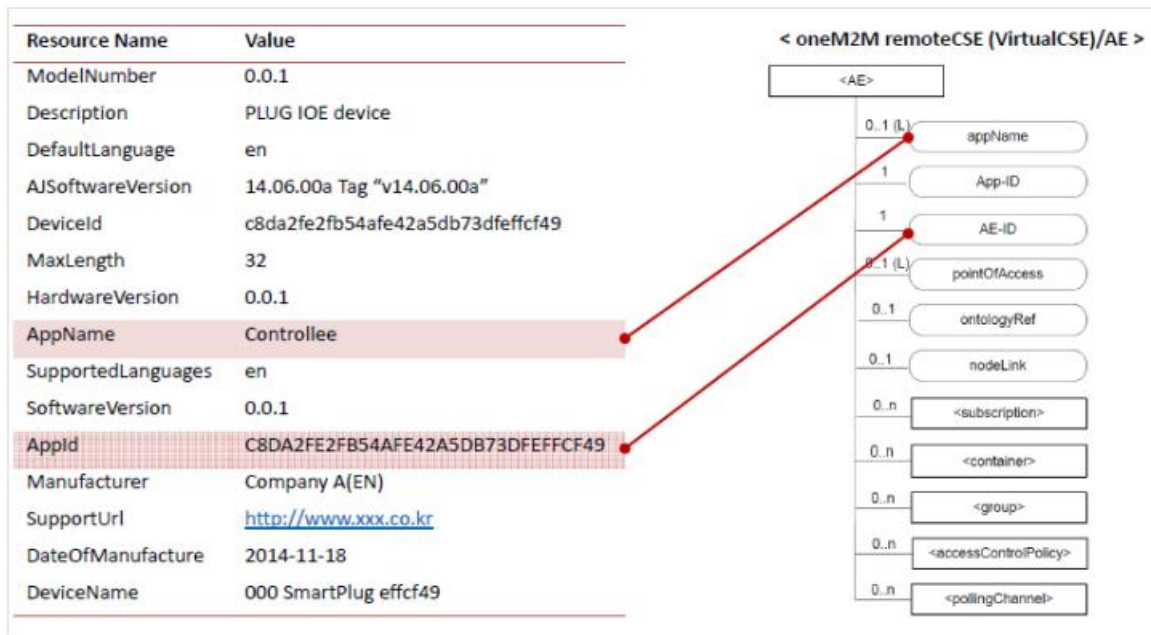 Resource Name Value
ModelNumber 0.0.1
Description PLUG IOE device
DefaultLanguage en
AJSoftwareVersion 14.06.00a Tag “v14.06.00a”
DeviceId c8da2fe2fb54afe42a5db73dfeffcf49
MaxLength 32
HardwareVersion 0.0.1
AppName Controllee
SupportedLanguages en
SoftwareVersion 0.0.1
AppId C8DA2FE2FB54AFE42A5DB73DFEFFCF49
Manufacturer Company A(EN)
SupportUrl http://www.xxx.co.kr
DateOfManufacture 2014-11-18
DeviceName 000 SmartPlug effcf49
< oneM2M remoteCSE (VirtualCSE)/AE >
<AE>
0..1 (L) appName
1 App-ID
1 AE-ID
0..1 (L) pointOfAccess
0..1 ontologyRef
0..1 nodeLink
0..n <subscription>
0..n <container>
0..n <group>
0..n <accessControlPolicy>
0..n <pollingChannel>